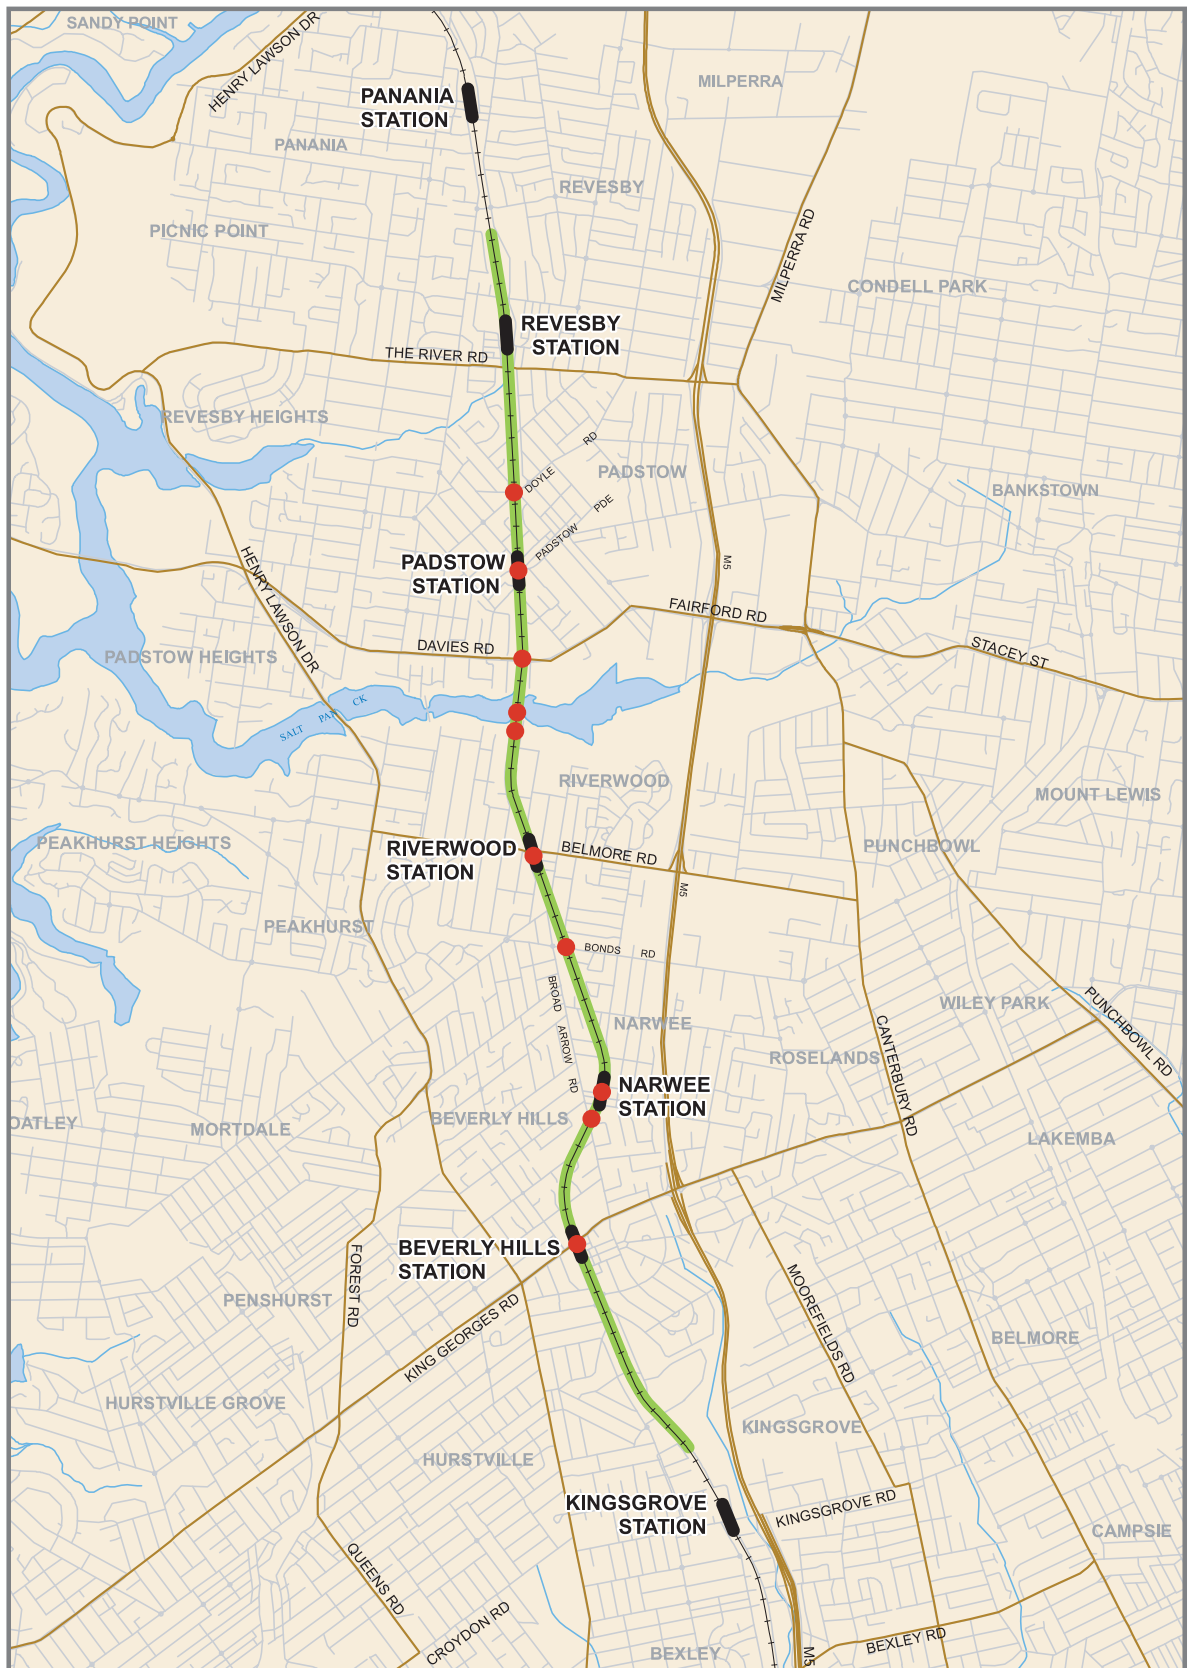 SANDY POINT
HENRY LAWSON DR
PANANIA
STATION
MILPERRA
PANANIA
REVESBY
PICNIC POINT
MILPERRA RD
CONDELL PARK
REVESBY
STATION
THE RIVER RD
REVESBY HEIGHTS
DOYLE RD
PADSTOW
BANKSTOWN
PADSTOW PDE
PADSTOW
STATION
M5
HENRY LAWSON DR
FAIRFORD RD
DAVIES RD
STACEY ST
PADSTOW HEIGHTS
SALT PAN CK
RIVERWOOD
MOUNT LEWIS
PEAKHURST HEIGHTS
RIVERWOOD
STATION
BELMORE RD
PUNCHBOWL
M5
PEAKHURST
BONDS RD
BROAD ARROW RD
NARWEE
WILEY PARK
PUNCHBOWL RD
CANTERBURY RD
ROSELANDS
NARWEE
STATION
OATLEY
MORTDALE
BEVERLY HILLS
LAKEMBA
BEVERLY HILLS
STATION
FOREST RD
PENSHURST
KING GEORGES RD
MOOREFIELDS RD
BELMORE
HURSTVILLE GROVE
KINGSGROVE
HURSTVILLE
KINGSGROVE
STATION
KINGSGROVE RD
CAMPSIE
QUEENS RD
CROYDON RD
BEXLEY
BEXLEY RD
M5